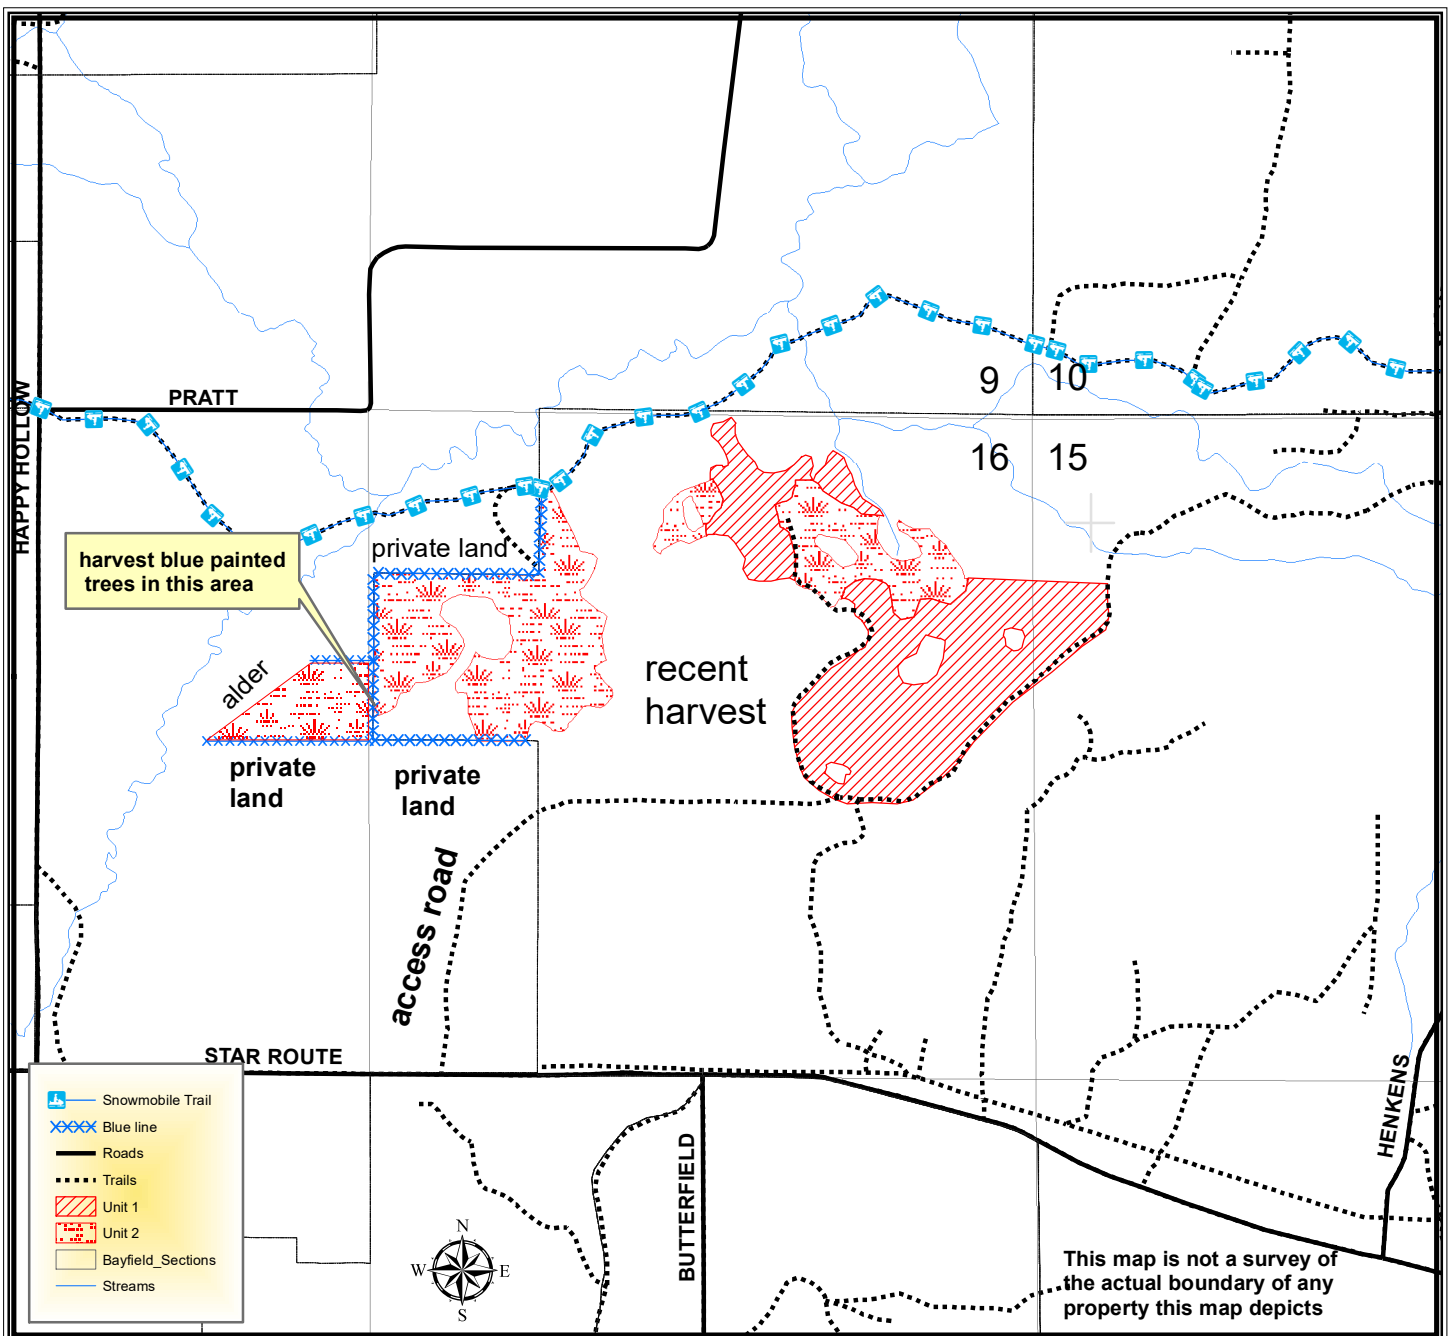 PRATT
HAPPY HOLLOW
9
10
16
15
private land
harvest blue painted
trees in this area
alder
recent
harvest
private
land
private
land
access road
STAR ROUTE
BUTTERFIELD
HENKENS
Snowmobile Trail
Blue line
Roads
Trails
Unit 1
Unit 2
Bayfield_Sections
Streams
N
W
E
S
This map is not a survey of
the actual boundary of any
property this map depicts